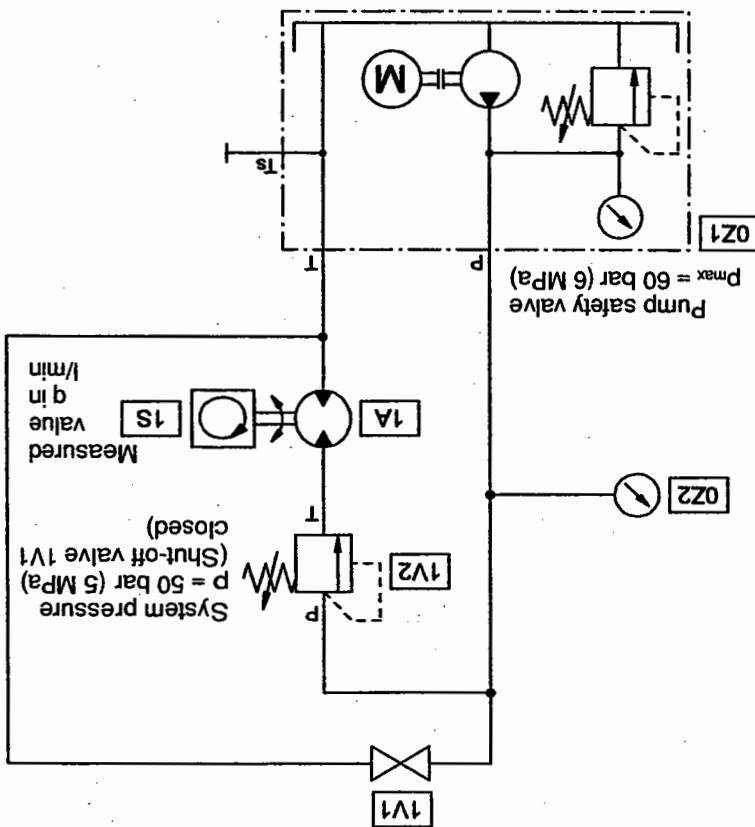 1V1
System pressure
p = 50 bar (5 MPa)
(Shut-off valve 1V1
closed)
P
1V2
T
0Z2
Measured
value
q in
l/min
1S
1A
Pump safety valve
pmax = 60 bar (6 MPa)
P
T
0Z1
Ts
M